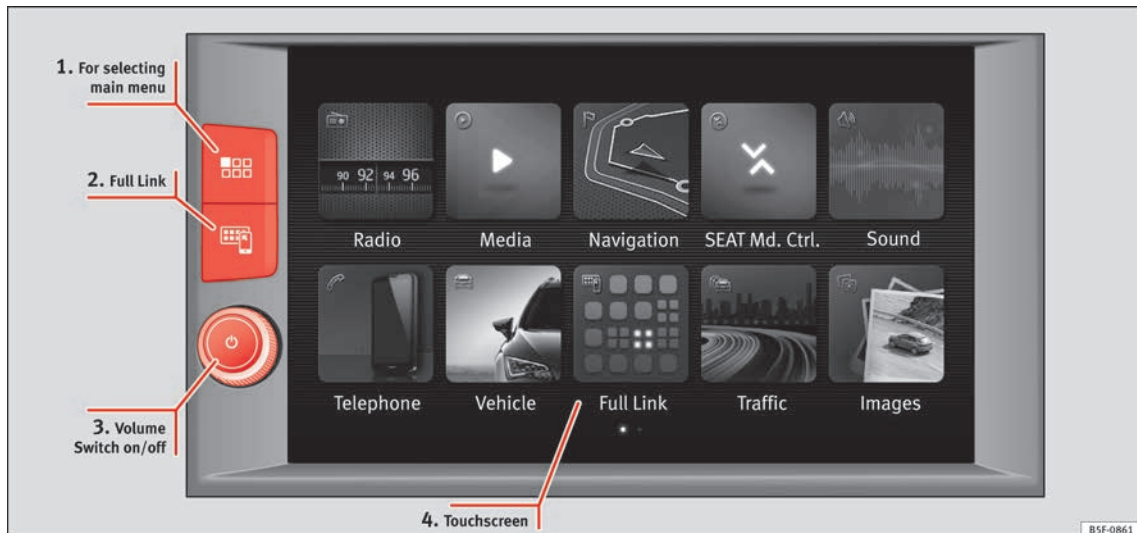 1. For selecting
main menu
2. Full Link
3. Volume
Switch on/off
90 92 94 96
Radio
Media
Navigation
SEAT Md. Ctrl.
Sound
Telephone
Vehicle
Full Link
Traffic
Images
4. Touchscreen
B5F-0861